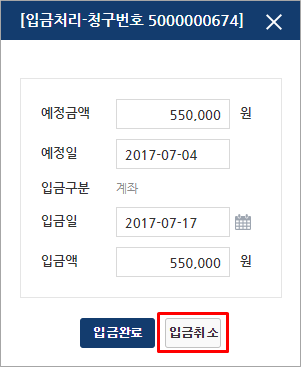 [입금처리-청구번호 5000000674]
예정금액 550,000 원
예정일 2017-07-04
입금구분 계좌
입금일 2017-07-17
입금액 550,000 원
입금완료 입금취소